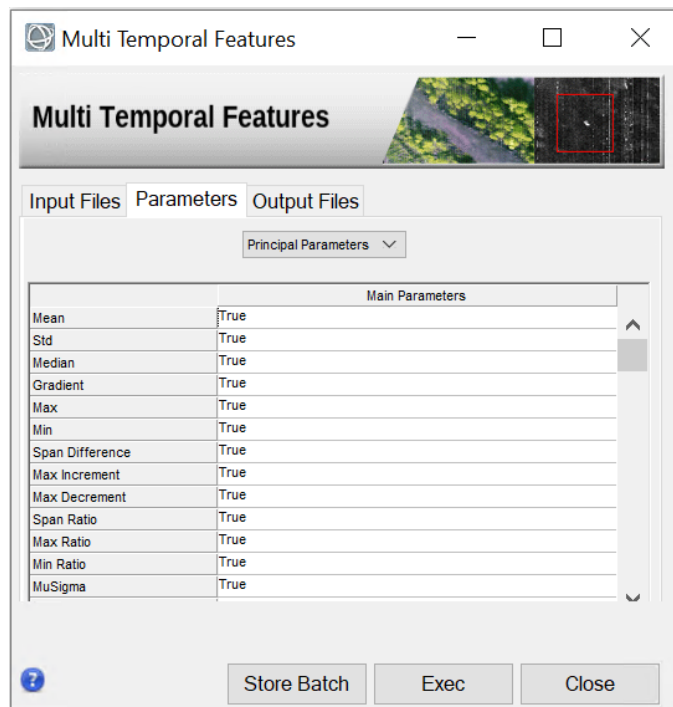 Multi Temporal Features
Multi Temporal Features
Input Files Parameters Output Files
Principal Parameters
Main Parameters
Mean True
Std True
Median True
Gradient True
Max True
Min True
Span Difference True
Max Increment True
Max Decrement True
Span Ratio True
Max Ratio True
Min Ratio True
MuSigma True
? Store Batch Exec Close